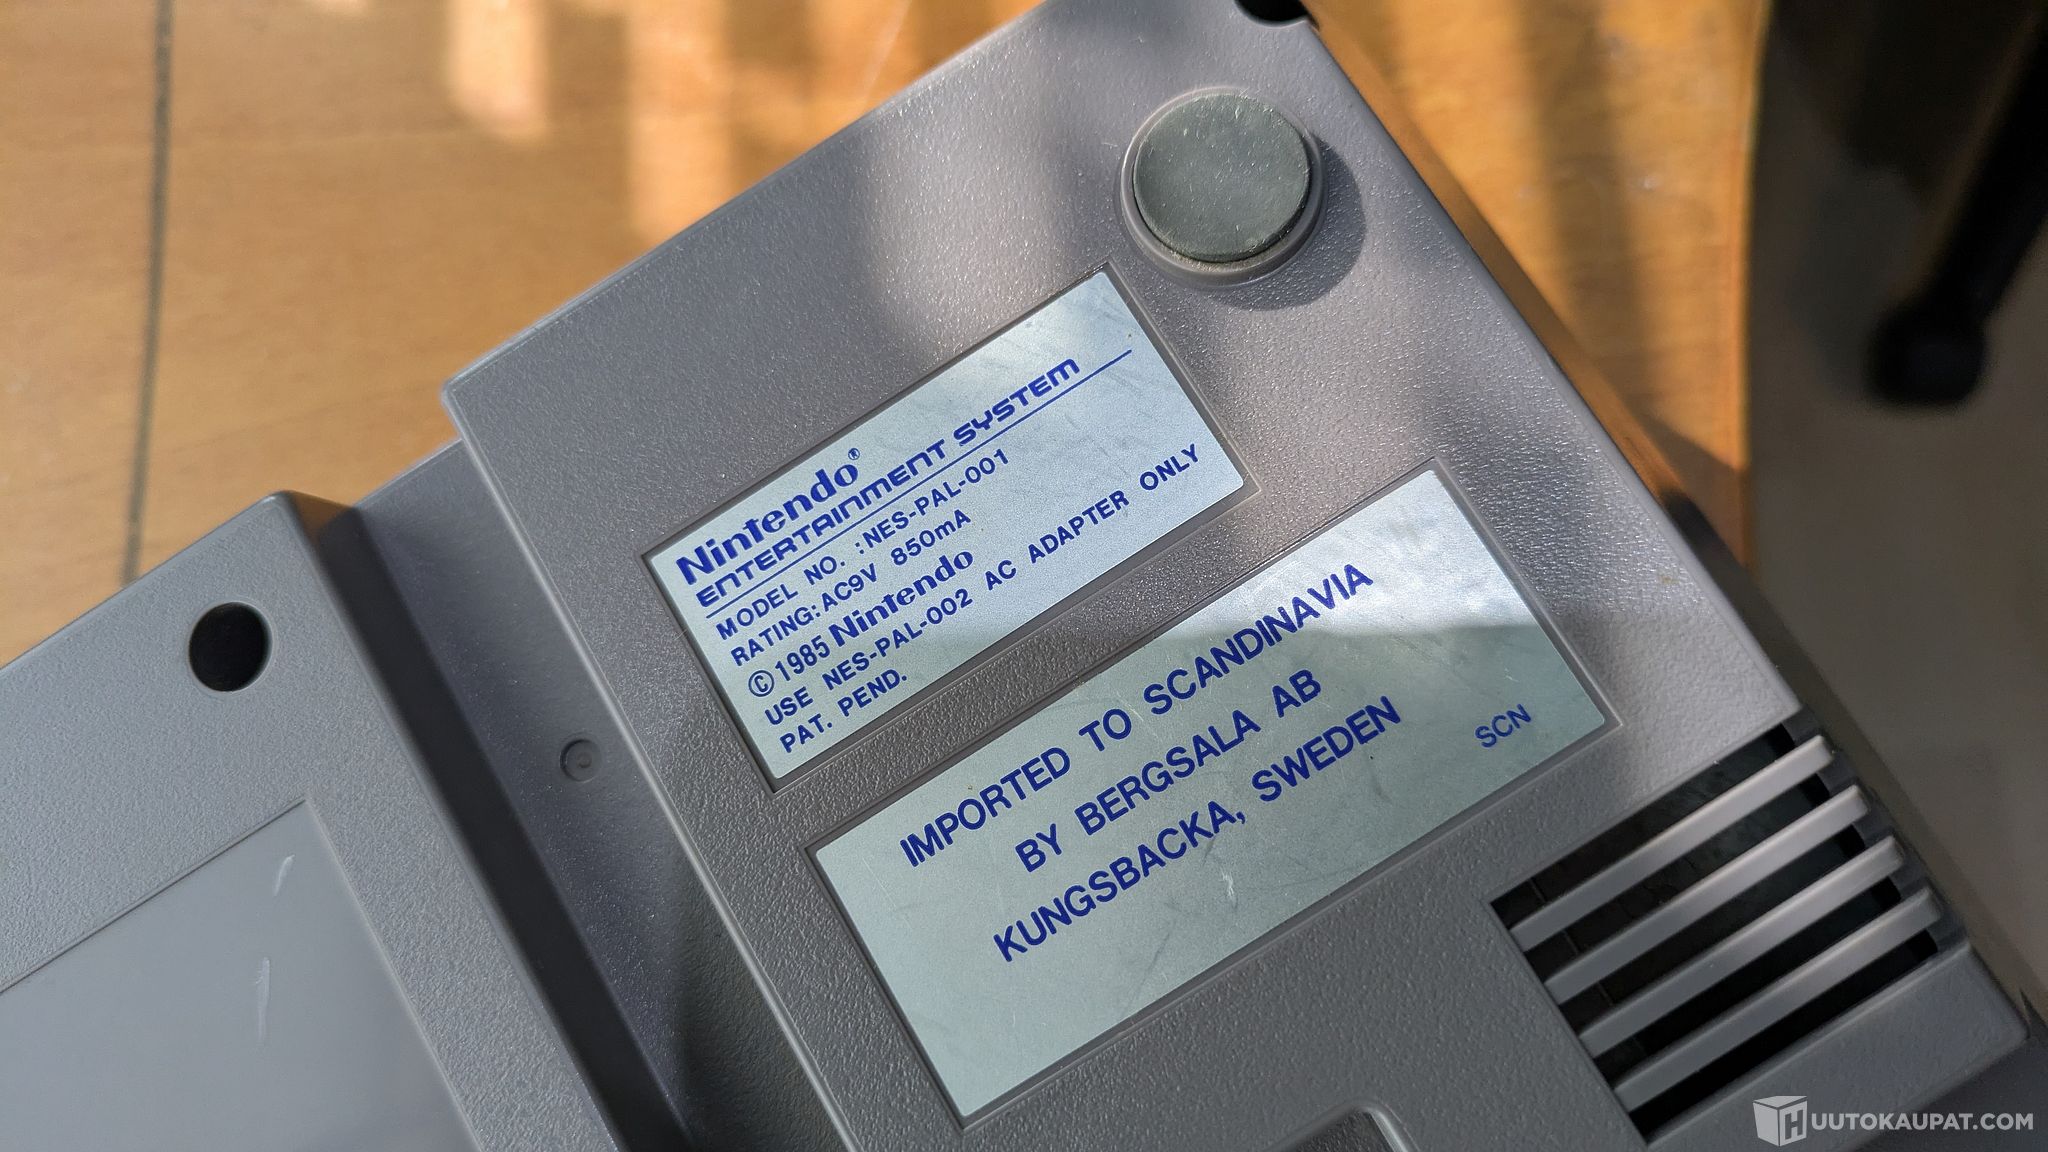 Nintendo®
ENTERTAINMENT SYSTEM
MODEL NO. :NES-PAL-001
RATING:AC9V 850mA
©1985 Nintendo
USE NES-PAL-002 AC ADAPTER ONLY
PAT. PEND.
IMPORTED TO SCANDINAVIA
BY BERGSALA AB
KUNGSBACKA, SWEDEN
SCN
HUUTOKAUPAT.COM